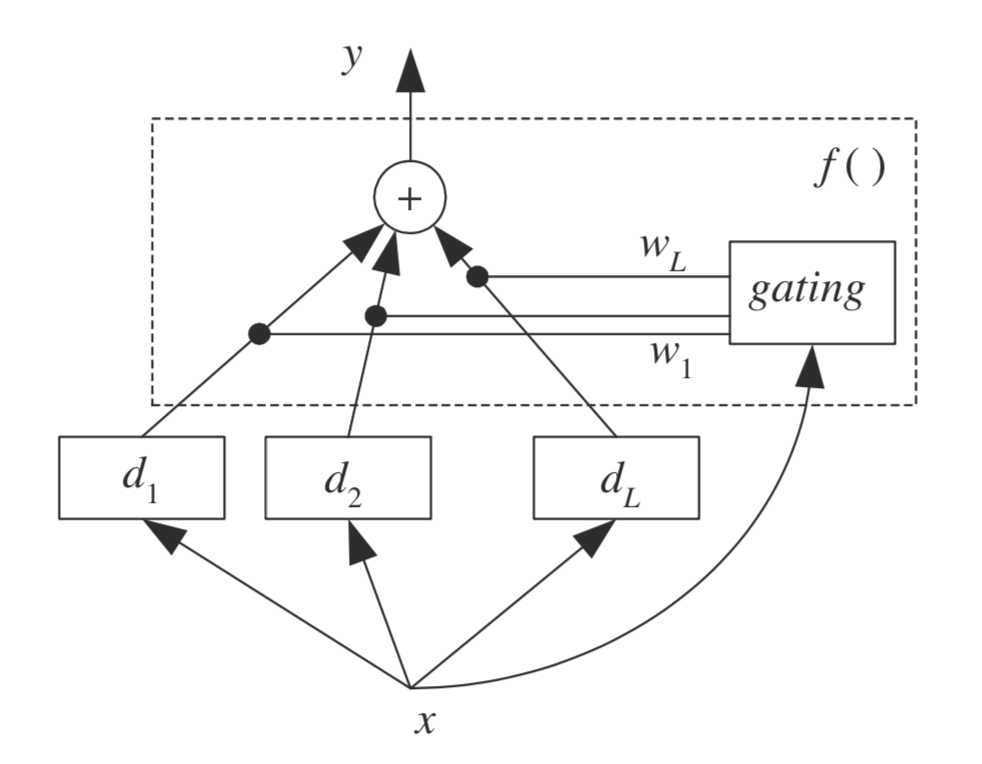 y
f ( )
+
w_L
gating
w_1
d_1 d_2 d_L
x